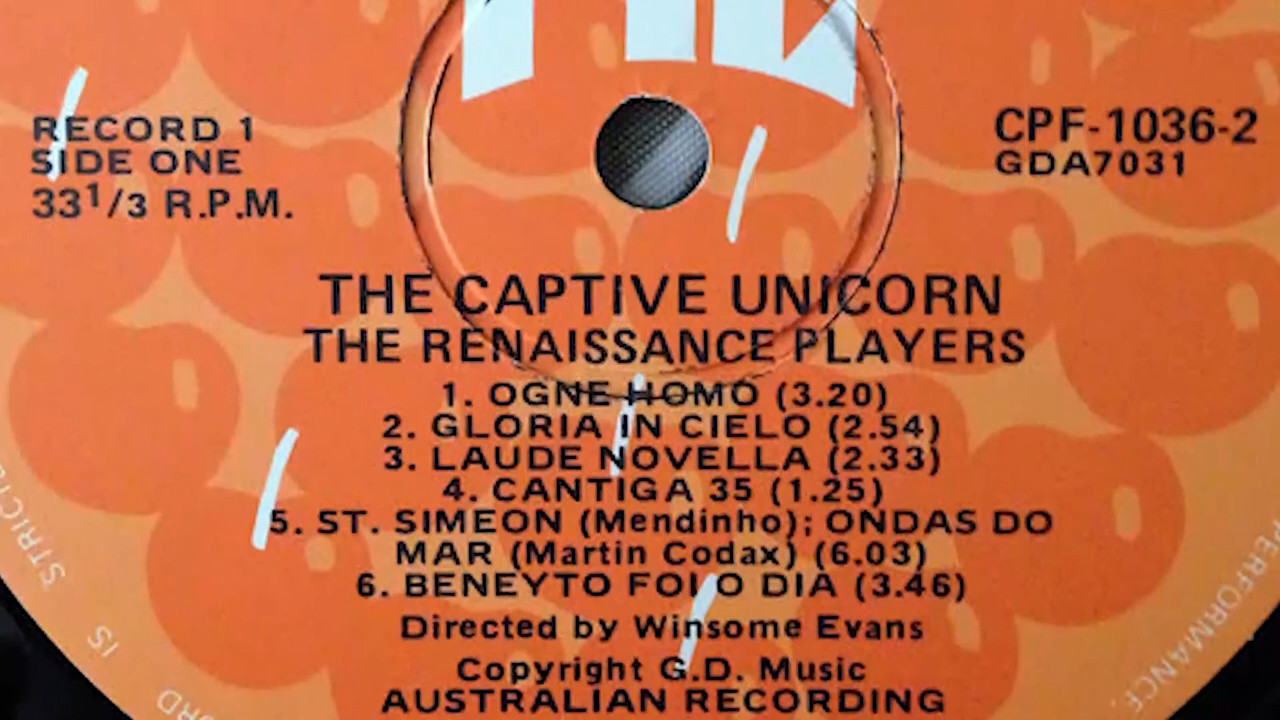 RECORD 1
SIDE ONE
33 1/3 R.P.M.
CPF-1036-2
GDA7031
THE CAPTIVE UNICORN
THE RENAISSANCE PLAYERS
1. OGNE HOMO (3.20)
2. GLORIA IN CIELO (2.54)
3. LAUDE NOVELLA (2.33)
4. CANTIGA 35 (1.25)
5. ST. SIMEON (Mendinho); ONDAS DO
MAR (Martin Codax) (6.03)
6. BENEYTO FOI O DIA (3.46)
Directed by Winsome Evans
Copyright G.D. Music
AUSTRALIAN RECORDING
IS